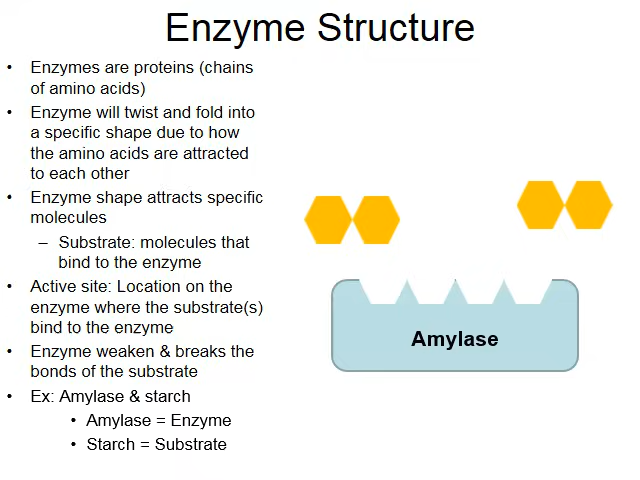 Enzyme Structure
• Enzymes are proteins (chains
of amino acids)
• Enzyme will twist and fold into
a specific shape due to how
the amino acids are attracted
to each other
• Enzyme shape attracts specific
molecules
– Substrate: molecules that
bind to the enzyme
• Active site: Location on the
enzyme where the substrate(s)
bind to the enzyme
• Enzyme weaken & breaks the
bonds of the substrate
• Ex: Amylase & starch
• Amylase = Enzyme
• Starch = Substrate
Amylase